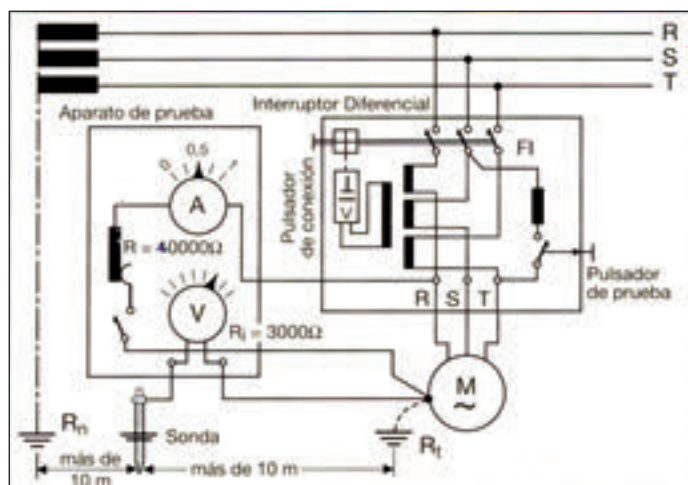 R
S
T
Aparato de prueba
Interruptor Diferencial
0
0,5
1
A
R = 40000Ω
V
Ri = 3000Ω
Pulsador
de conexión
V
FI
R S T
Pulsador
de prueba
M
~
Rn
Sonda
Rt
más de
10 m
más de 10 m